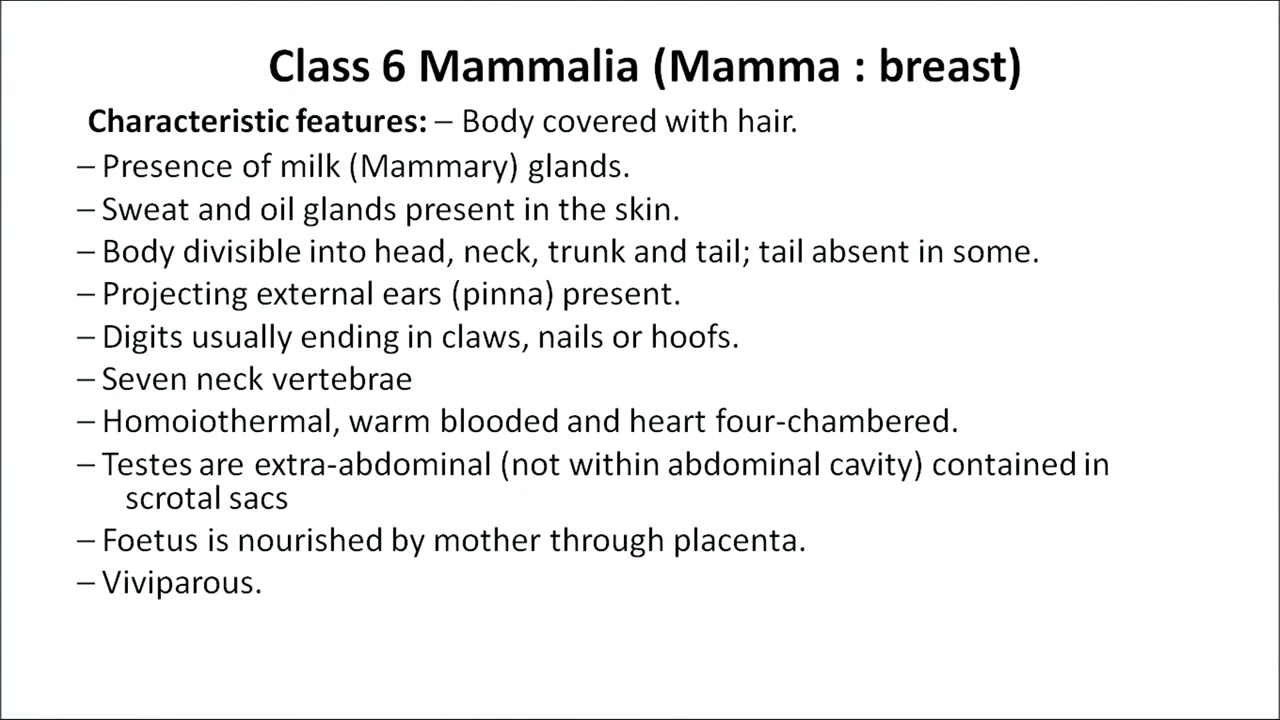 Class 6 Mammalia (Mamma : breast)
Characteristic features: – Body covered with hair.
– Presence of milk (Mammary) glands.
– Sweat and oil glands present in the skin.
– Body divisible into head, neck, trunk and tail; tail absent in some.
– Projecting external ears (pinna) present.
– Digits usually ending in claws, nails or hoofs.
– Seven neck vertebrae
– Homoiothermal, warm blooded and heart four-chambered.
– Testes are extra-abdominal (not within abdominal cavity) contained in
scrotal sacs
– Foetus is nourished by mother through placenta.
– Viviparous.